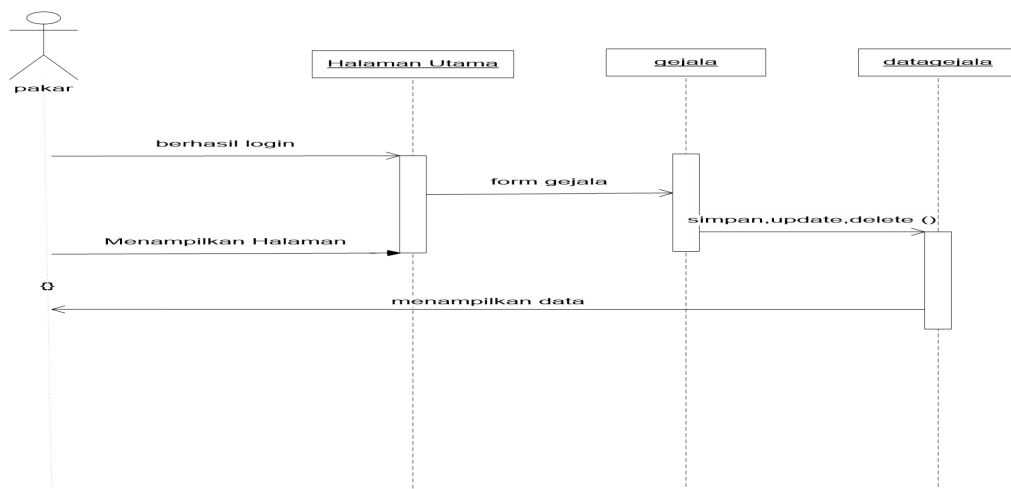 Halaman Utama
gejala
datagejala
pakar
berhasil login
form gejala
simpan,update,delete ()
Menampilkan Halaman
{}
menampilkan data